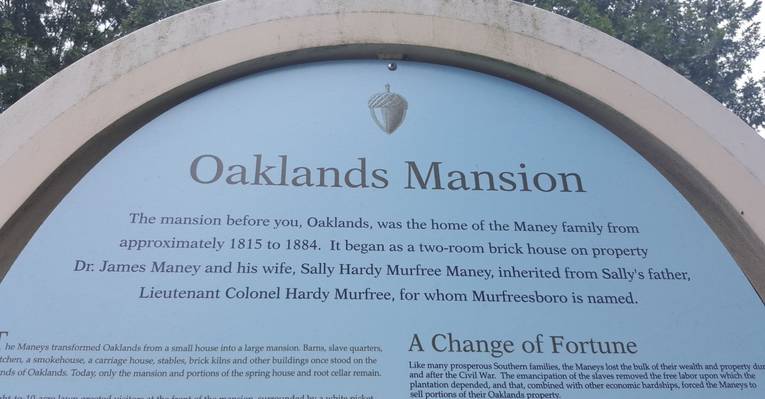 Oaklands Mansion
The mansion before you, Oaklands, was the home of the Maney family from
approximately 1815 to 1884. It began as a two-room brick house on property
Dr. James Maney and his wife, Sally Hardy Murfree Maney, inherited from Sally's father,
Lieutenant Colonel Hardy Murfree, for whom Murfreesboro is named.
The Maneys transformed Oaklands from a small house into a large mansion. Barns, slave quarters,
a smokehouse, a carriage house, stables, brick kilns and other buildings once stood on the
of Oaklands. Today, only the mansion and portions of the spring house and root cellar remain.
A Change of Fortune
Like many prosperous Southern families, the Maneys lost the bulk of their wealth and property
and after the Civil War. The emancipation of the slaves removed the free labor upon which the
plantation depended, and that, combined with other economic hardships, forced the Maneys to
sell portions of their Oaklands property.